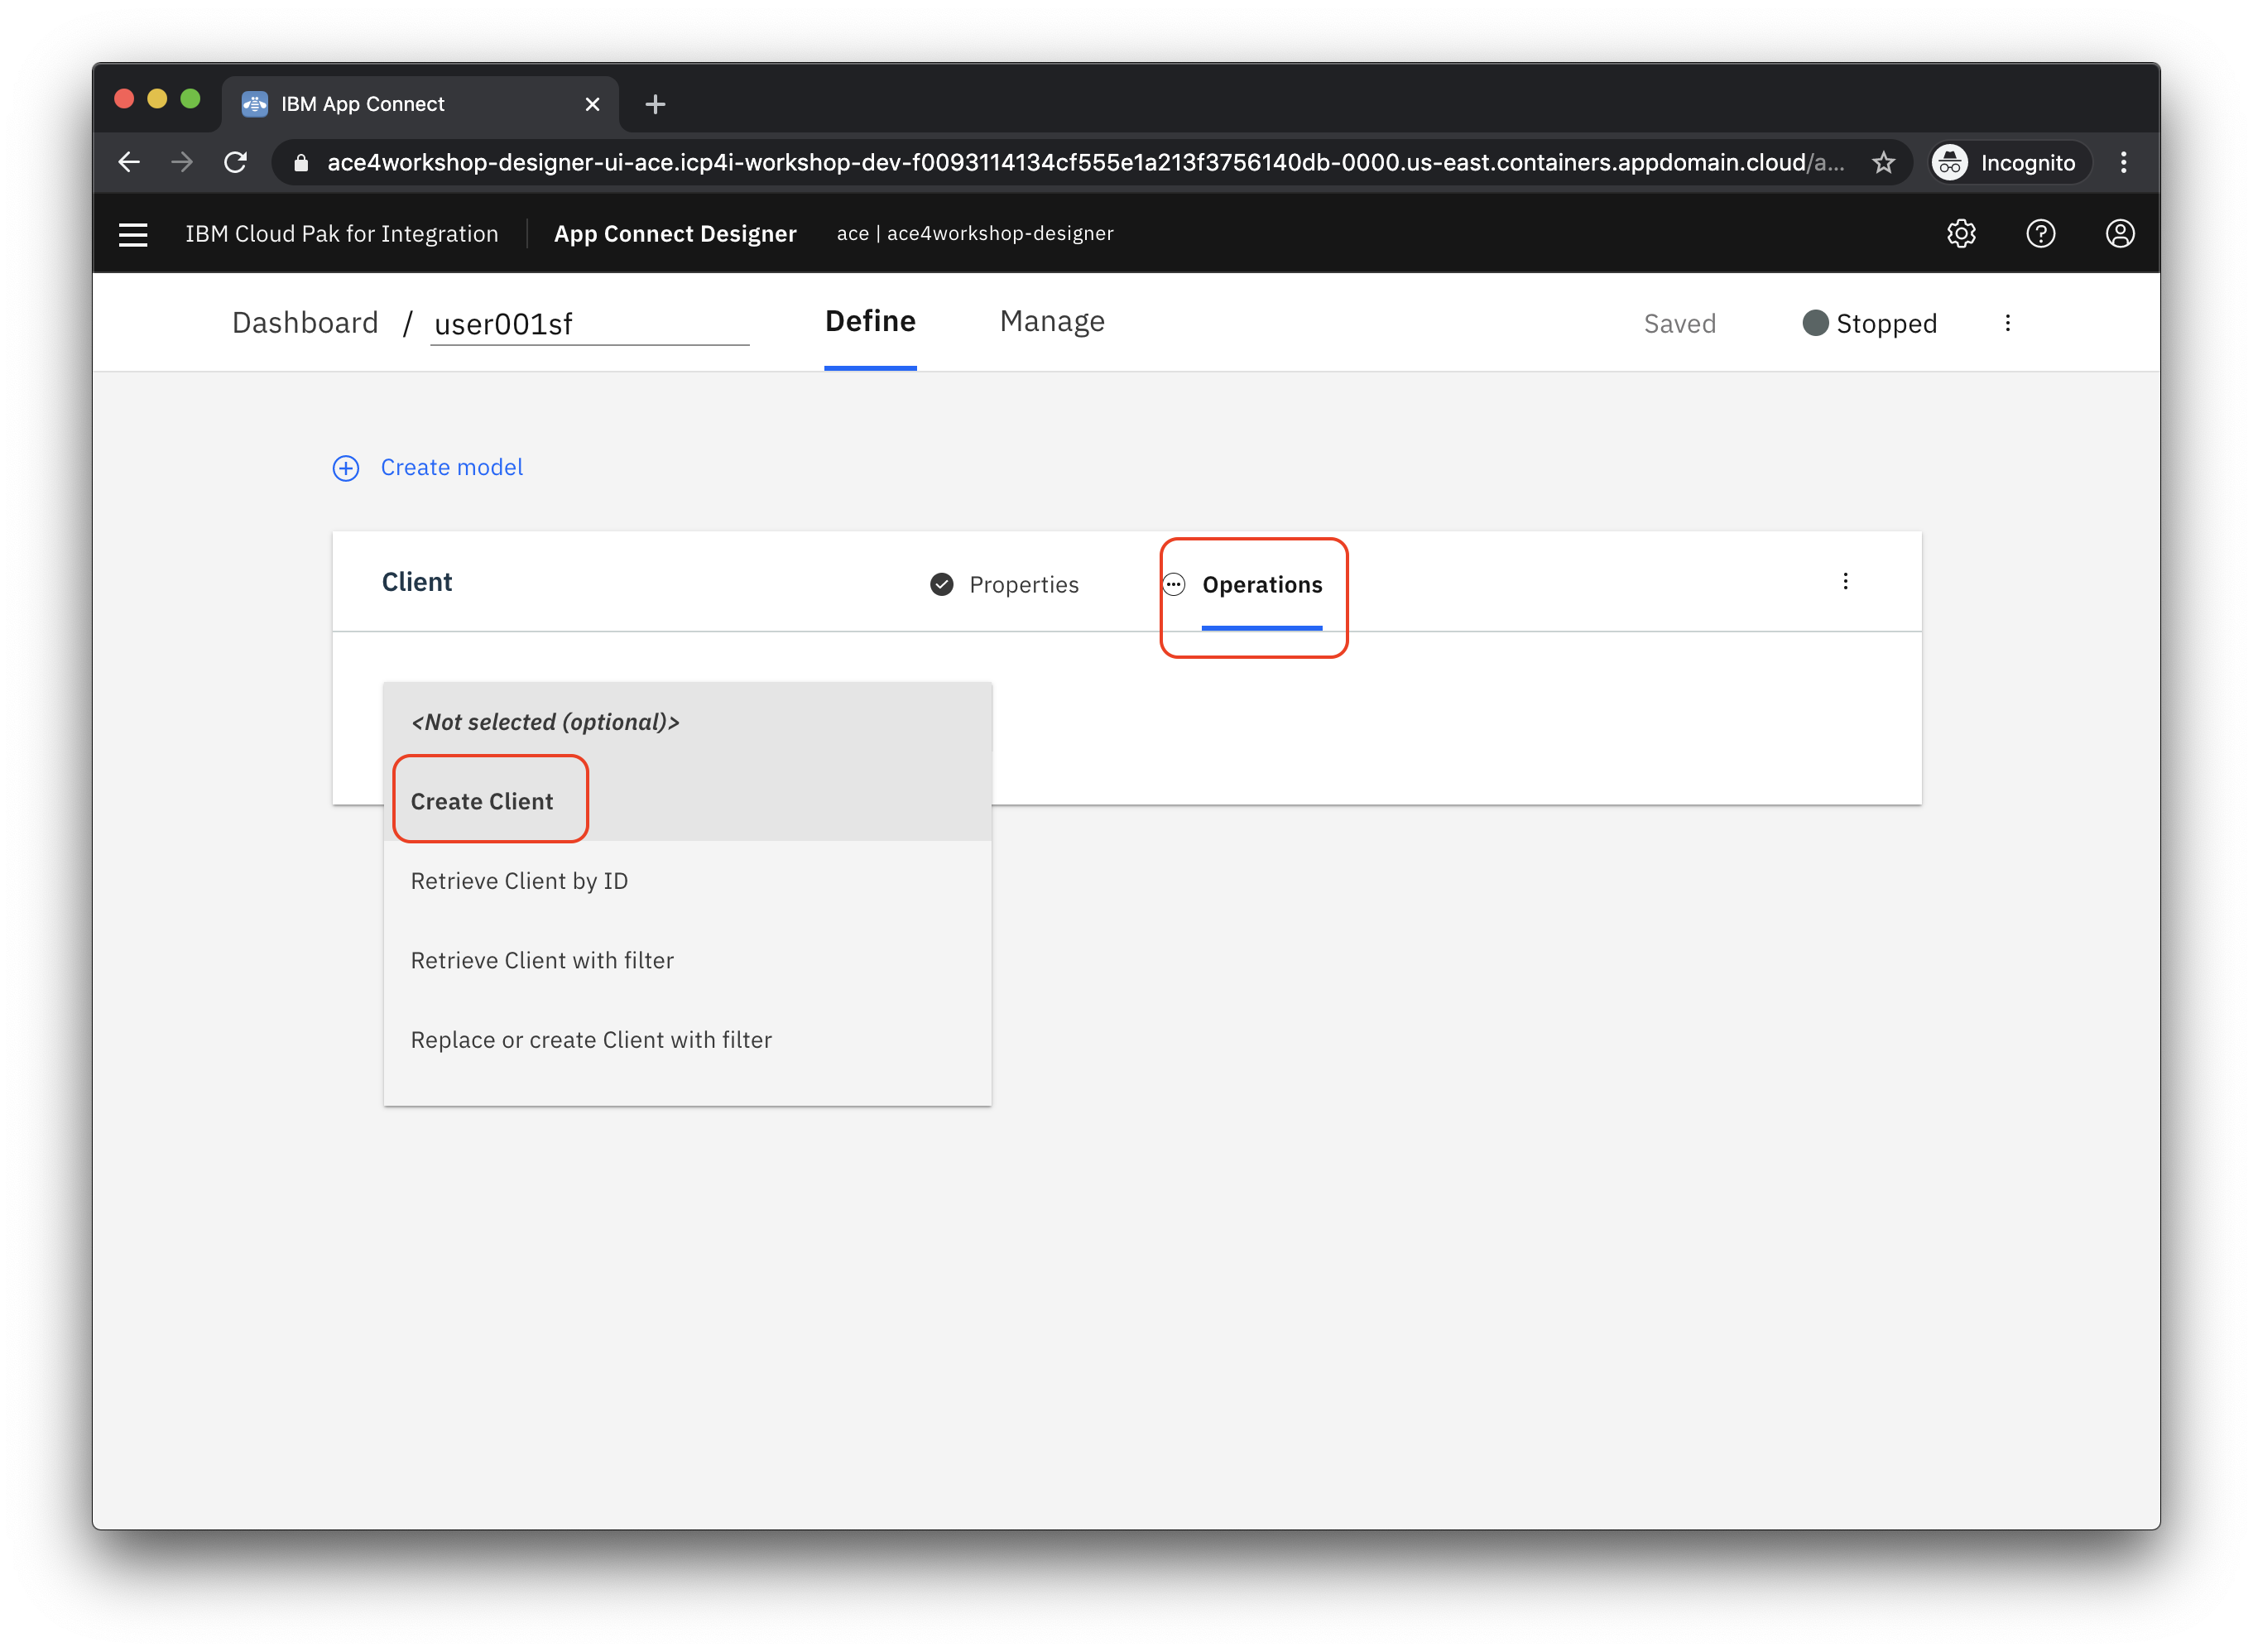 IBM App Connect
ace4workshop-designer-ui-ace.icp4i-workshop-dev-f0093114134cf555e1a213f3756140db-0000.us-east.containers.appdomain.cloud/a...
Incognito
IBM Cloud Pak for Integration App Connect Designer ace | ace4workshop-designer
Dashboard / user001sf Define Manage Saved Stopped
Create model
Client Properties Operations
<Not selected (optional)>
Create Client
Retrieve Client by ID
Retrieve Client with filter
Replace or create Client with filter